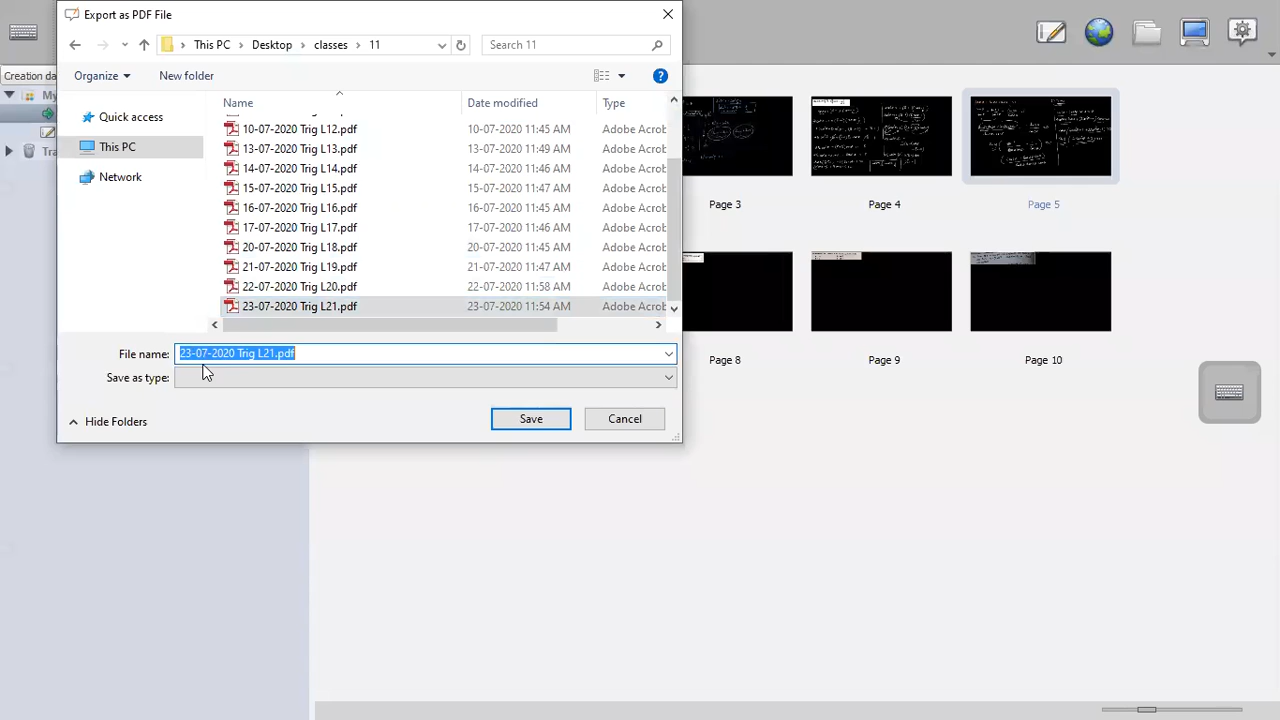 Export as PDF File
This PC
Desktop
classes
11
Search 11
Organize
New folder
Creation da
My
Tra
Quick access
This PC
Netw
Name
Date modified
Type
10-07-2020 Trig L12.pdf 10-07-2020 11:45 AM Adobe Acrob
13-07-2020 Trig L13.pdf 13-07-2020 11:49 AM Adobe Acrob
14-07-2020 Trig L14.pdf 14-07-2020 11:46 AM Adobe Acrob
15-07-2020 Trig L15.pdf 15-07-2020 11:47 AM Adobe Acrob
16-07-2020 Trig L16.pdf 16-07-2020 11:45 AM Adobe Acrob
17-07-2020 Trig L17.pdf 17-07-2020 11:46 AM Adobe Acrob
20-07-2020 Trig L18.pdf 20-07-2020 11:45 AM Adobe Acrob
21-07-2020 Trig L19.pdf 21-07-2020 11:47 AM Adobe Acrob
22-07-2020 Trig L20.pdf 22-07-2020 11:58 AM Adobe Acrob
23-07-2020 Trig L21.pdf 23-07-2020 11:54 AM Adobe Acrob
File name: 23-07-2020 Trig L21.pdf
Save as type:
Hide Folders
Save
Cancel
Page 3
Page 4
Page 5
Page 8
Page 9
Page 10